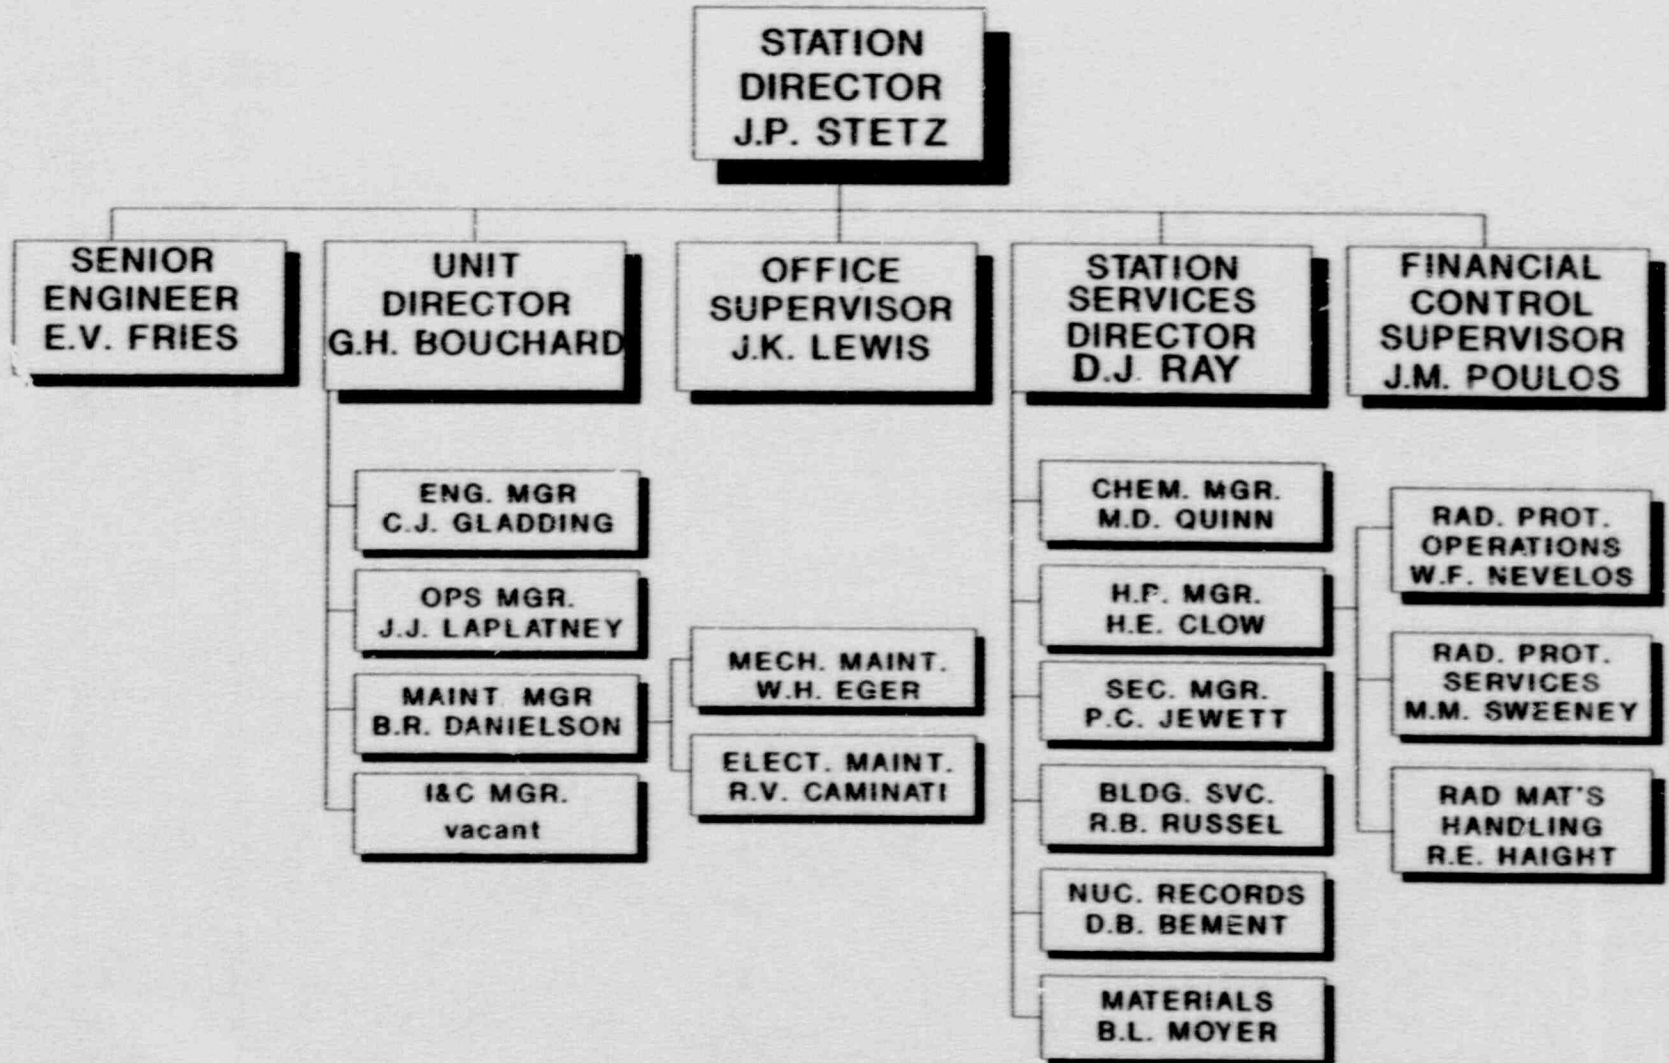 STATION
DIRECTOR
J.P. STETZ
SENIOR
ENGINEER
E.V. FRIES
UNIT
DIRECTOR
G.H. BOUCHARD
OFFICE
SUPERVISOR
J.K. LEWIS
STATION
SERVICES
DIRECTOR
D.J. RAY
FINANCIAL
CONTROL
SUPERVISOR
J.M. POULOS
ENG. MGR
C.J. GLADDING
OPS MGR.
J.J. LAPLATNEY
MAINT. MGR
B.R. DANIELSON
I&C MGR.
vacant
MECH. MAINT.
W.H. EGER
ELECT. MAINT.
R.V. CAMINATI
CHEM. MGR.
M.D. QUINN
H.P. MGR.
H.E. CLOW
SEC. MGR.
P.C. JEWETT
BLDG. SVC.
R.B. RUSSEL
NUC. RECORDS
D.B. BEMENT
MATERIALS
B.L. MOYER
RAD. PROT.
OPERATIONS
W.F. NEVELOS
RAD. PROT.
SERVICES
M.M. SWEENEY
RAD MAT'S
HANDLING
R.E. HAIGHT